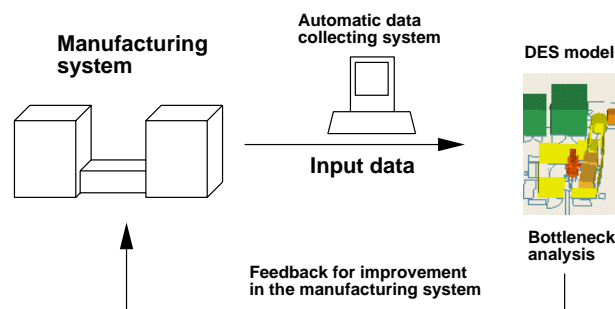 Automatic data
collecting system
Manufacturing
system
DES model
Input data
Bottleneck
analysis
Feedback for improvement
in the manufacturing system